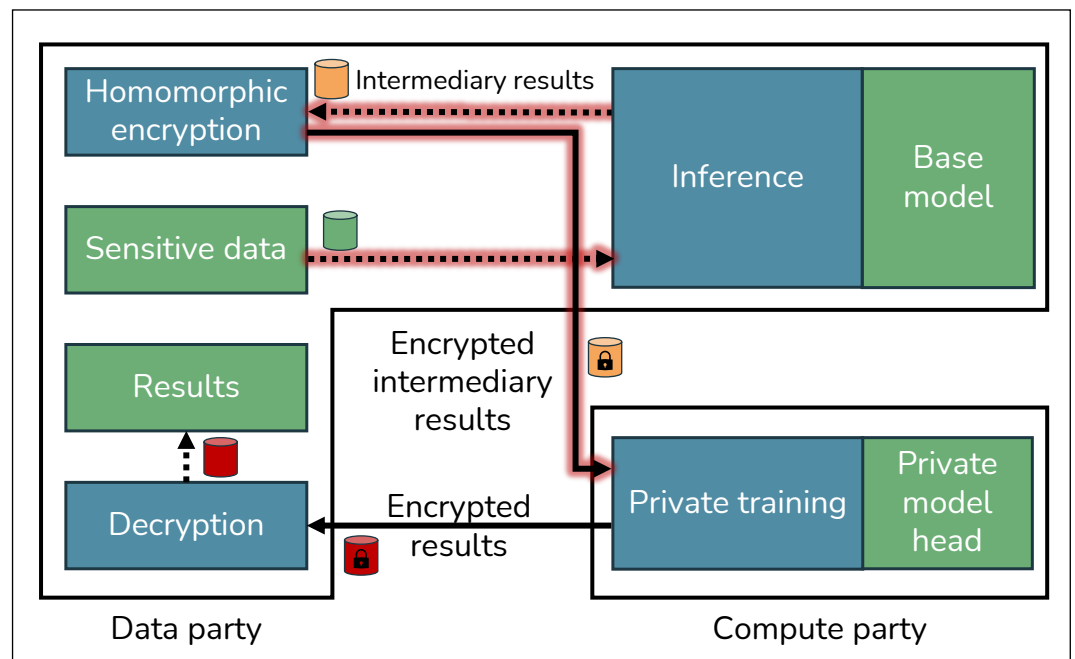 Homomorphic
encryption
Intermediary results
Inference
Base
model
Sensitive data
Encrypted
intermediary
results
Results
Private training
Private
model
head
Decryption
Encrypted
results
Data party
Compute party